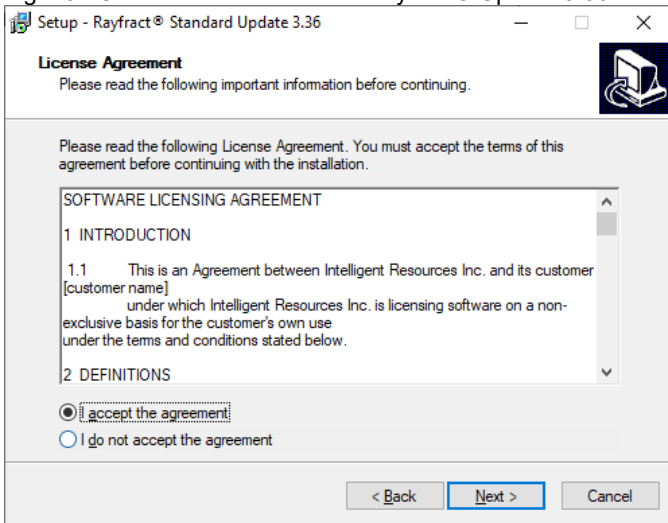 Setup - Rayfract® Standard Update 3.36
License Agreement
Please read the following important information before continuing.
Please read the following License Agreement. You must accept the terms of this
agreement before continuing with the installation.
SOFTWARE LICENSING AGREEMENT
1 INTRODUCTION
1.1 This is an Agreement between Intelligent Resources Inc. and its customer
[customer name]
under which Intelligent Resources Inc. is licensing software on a non-
exclusive basis for the customer's own use
under the terms and conditions stated below.
2 DEFINITIONS
I accept the agreement
I do not accept the agreement
< Back Next > Cancel